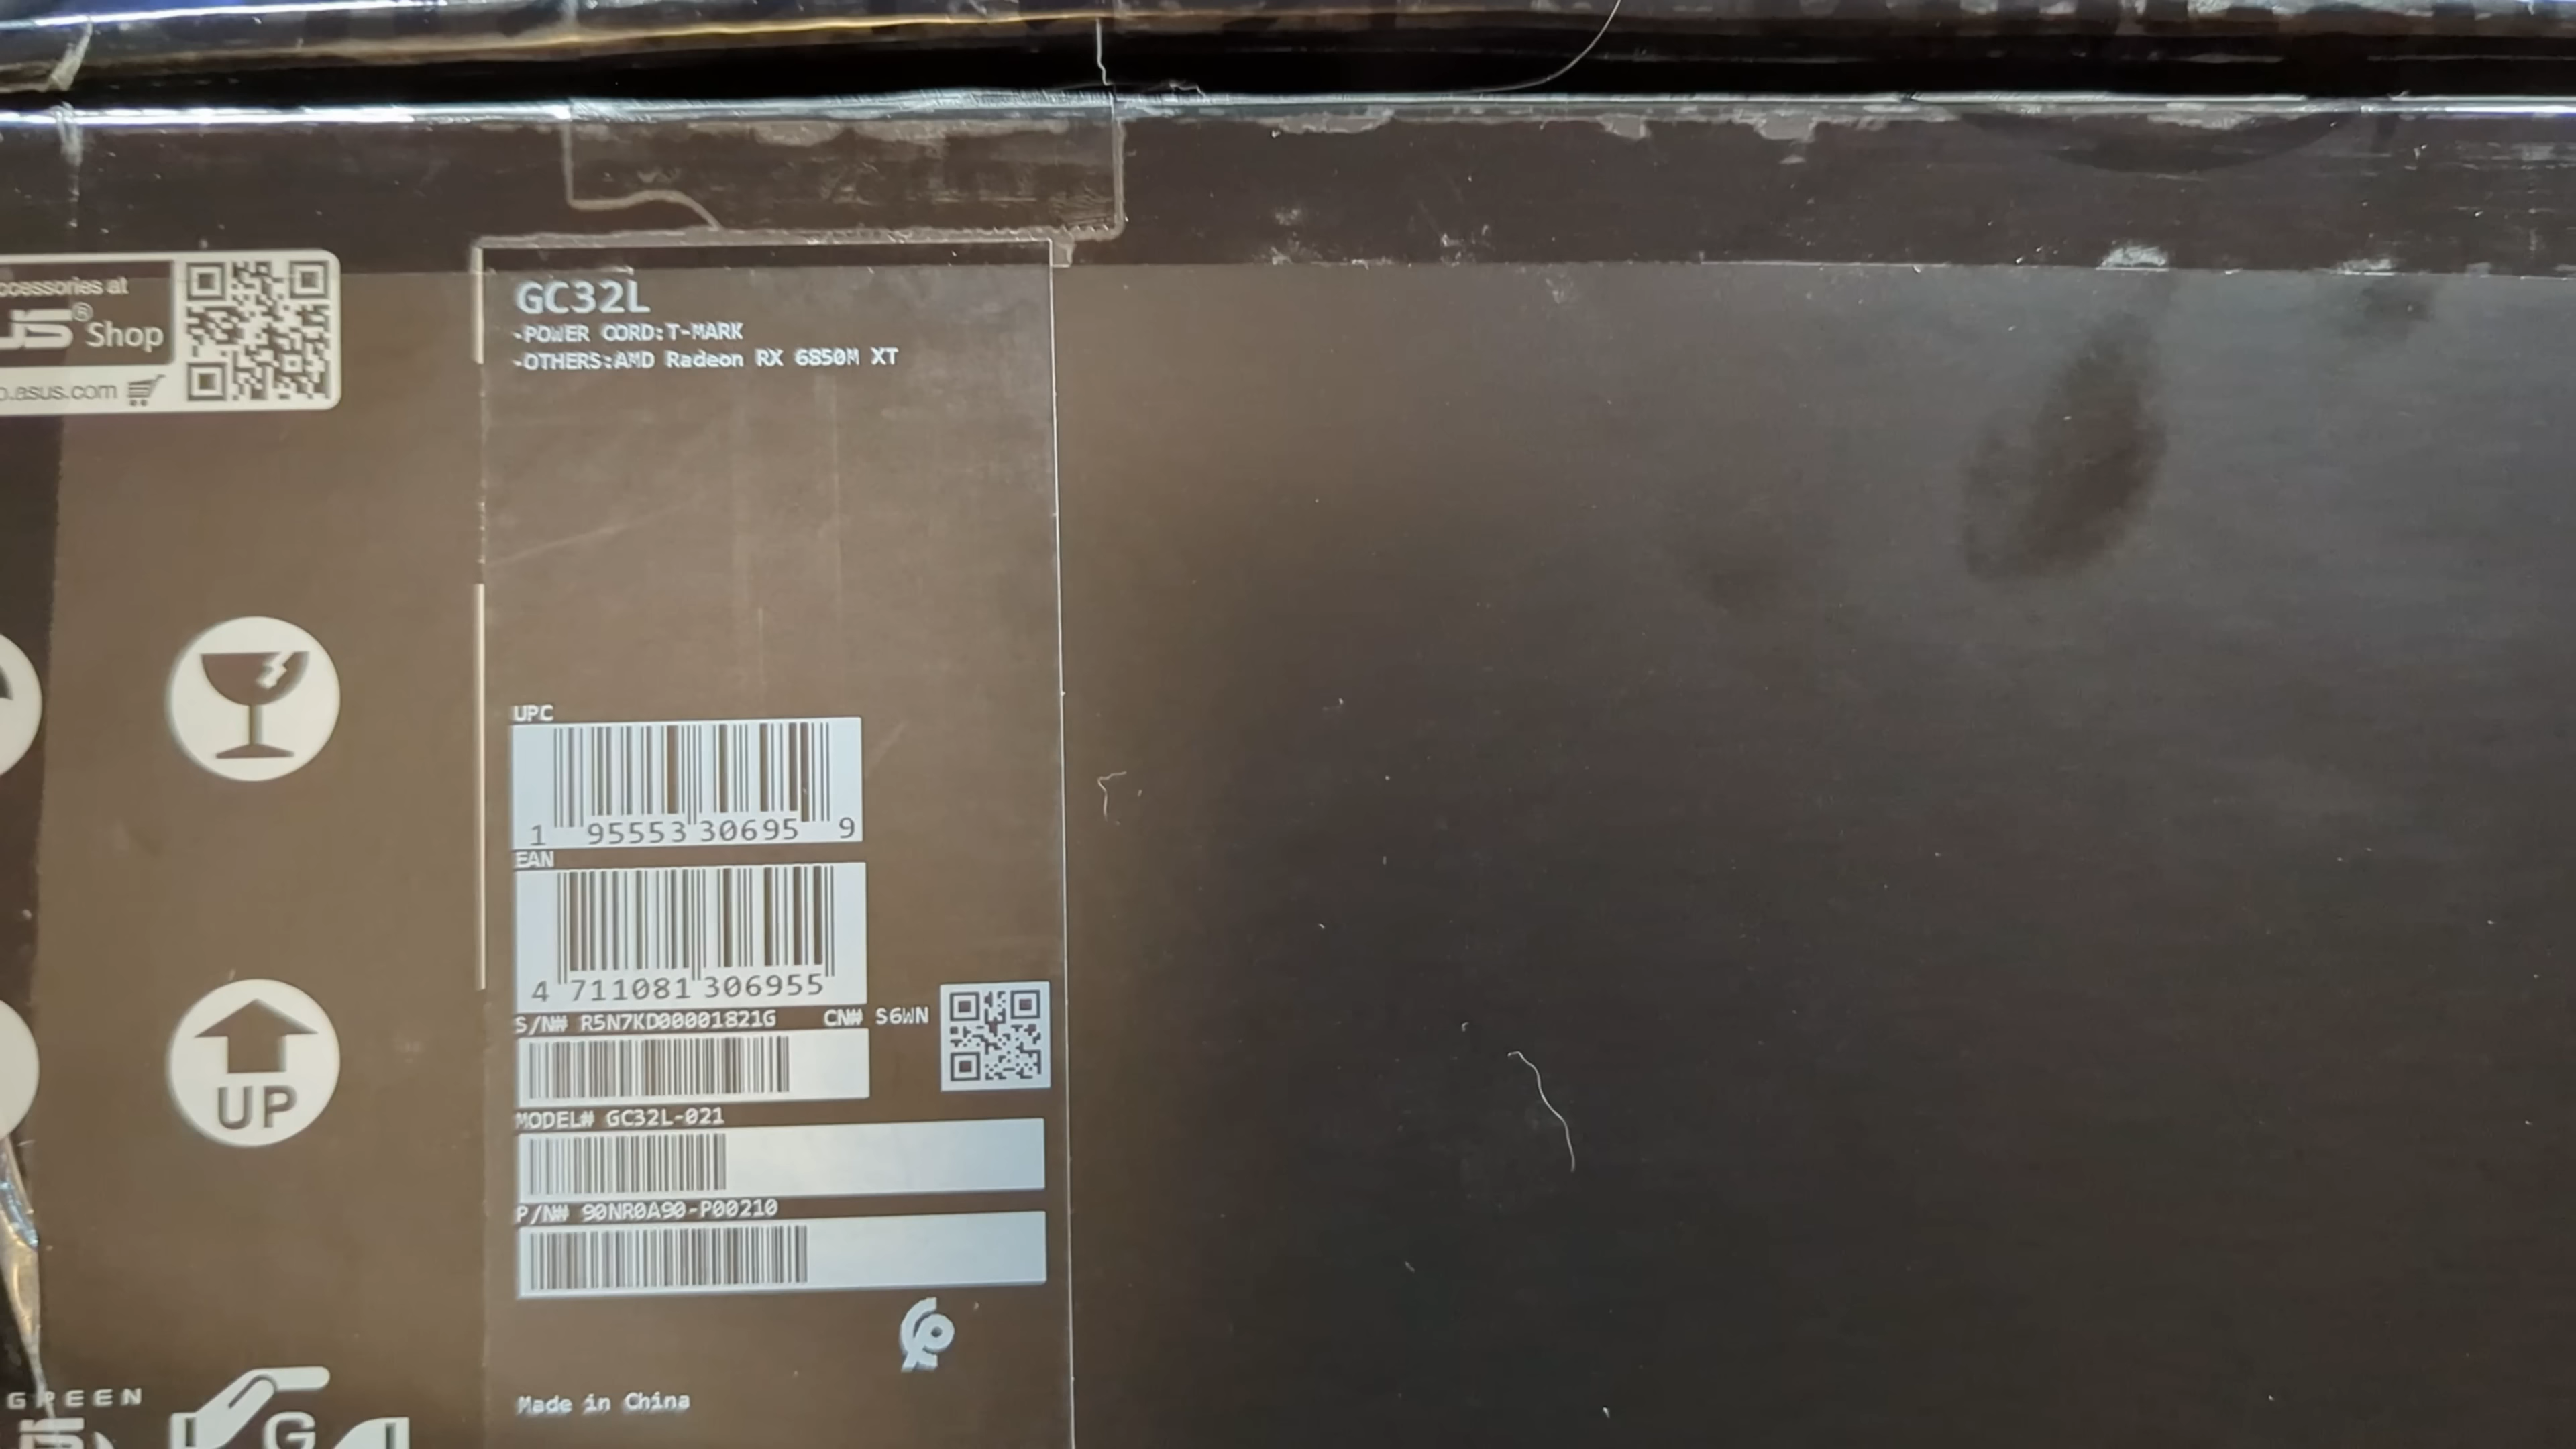 ccessories at
US® Shop
p.asus.com
GC32L
-POWER CORD:T-MARK
-OTHERS:AMD Radeon RX 6850M XT
UPC
1 95553 30695 9
EAN
4 711081 306955
S/N# R5N7KD00001821G CN# S6WN
MODEL# GC32L-021
P/N# 90NR0A90-P00210
Made in China
UP
GREEN
G